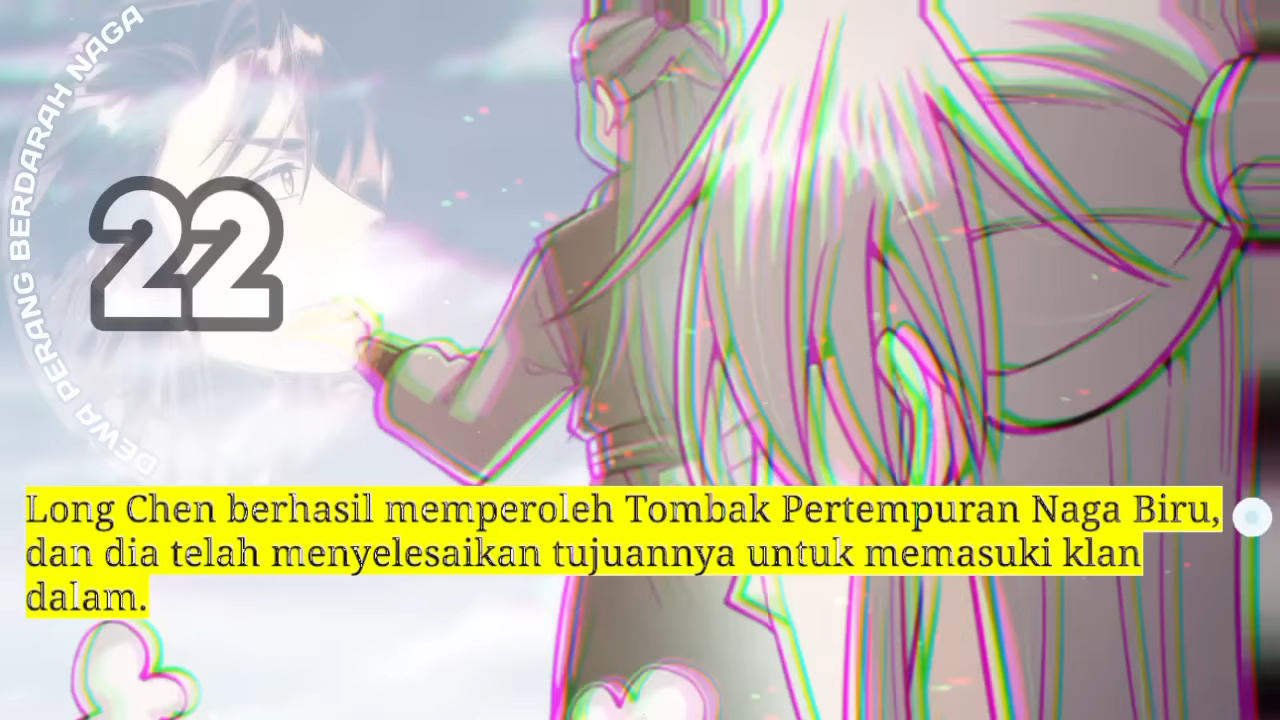 DEWA PERANG BERDARAH NAGA
22
Long Chen berhasil memperoleh Tombak Pertempuran Naga Biru,
dan dia telah menyelesaikan tujuannya untuk memasuki klan
dalam.